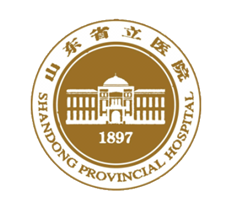 山东省立医院
1897
SHANDONG PROVINCIAL HOSPITAL